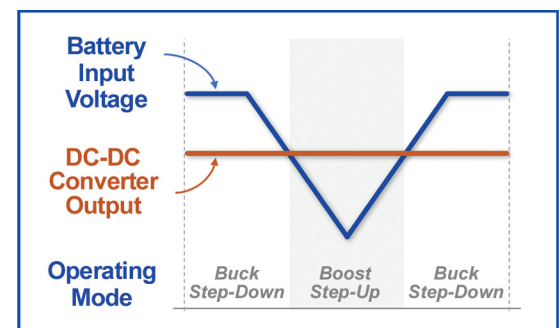 Battery
Input
Voltage
DC-DC
Converter
Output
Operating
Mode
Buck
Step-Down
Boost
Step-Up
Buck
Step-Down